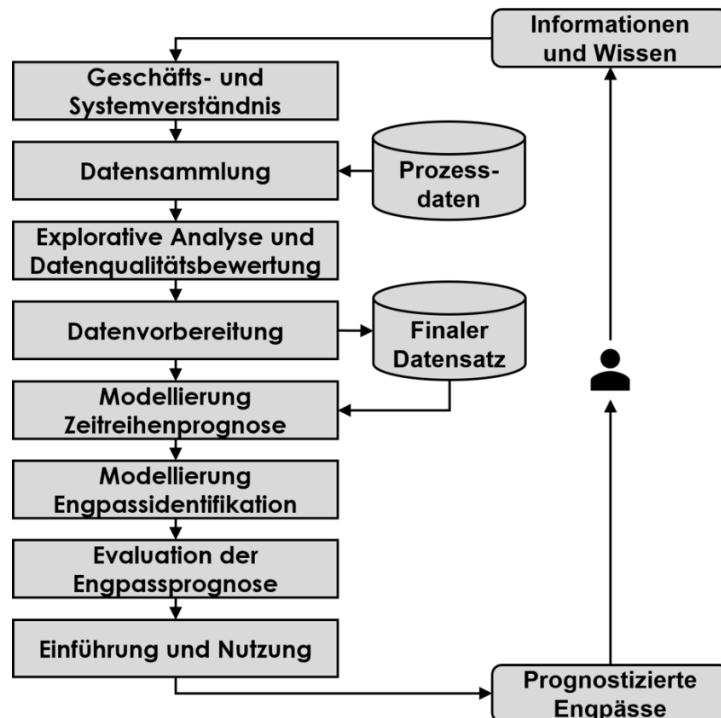 Informationen
und Wissen
Geschäfts- und
Systemverständnis
Datensammlung
Prozess-
daten
Explorative Analyse und
Datenqualitätsbewertung
Datenvorbereitung
Finaler
Datensatz
Modellierung
Zeitreihenprognose
Modellierung
Engpassidentifikation
Evaluation der
Engpassprognose
Einführung und Nutzung
Prognostizierte
Engpässe